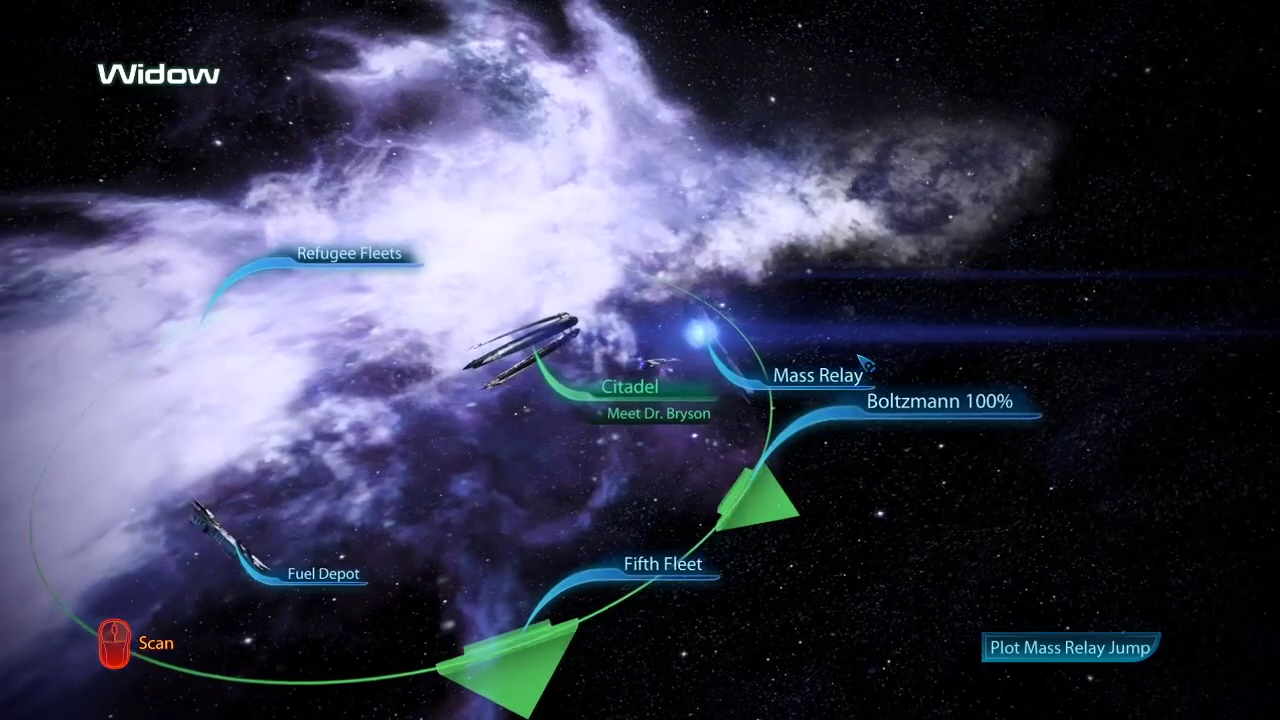 Widow
Refugee Fleets
Mass Relay
Citadel
Meet Dr. Bryson
Boltzmann 100%
Fifth Fleet
Fuel Depot
Scan
Plot Mass Relay Jump